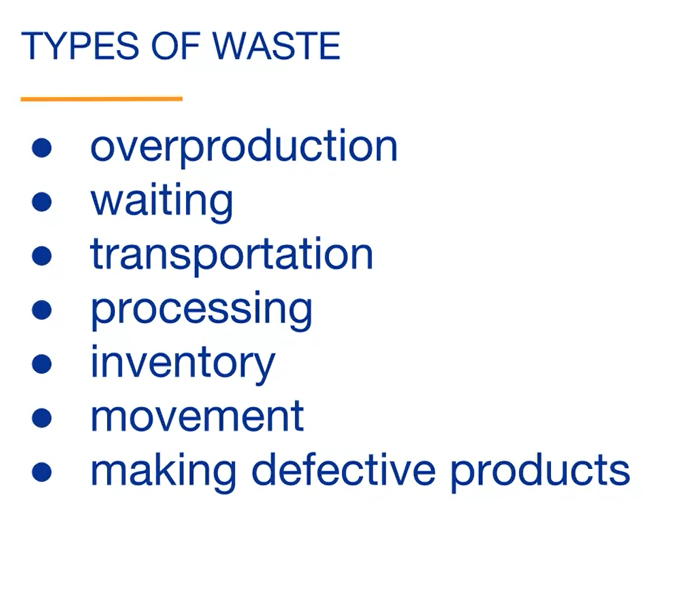 TYPES OF WASTE
● overproduction
● waiting
● transportation
● processing
● inventory
● movement
● making defective products